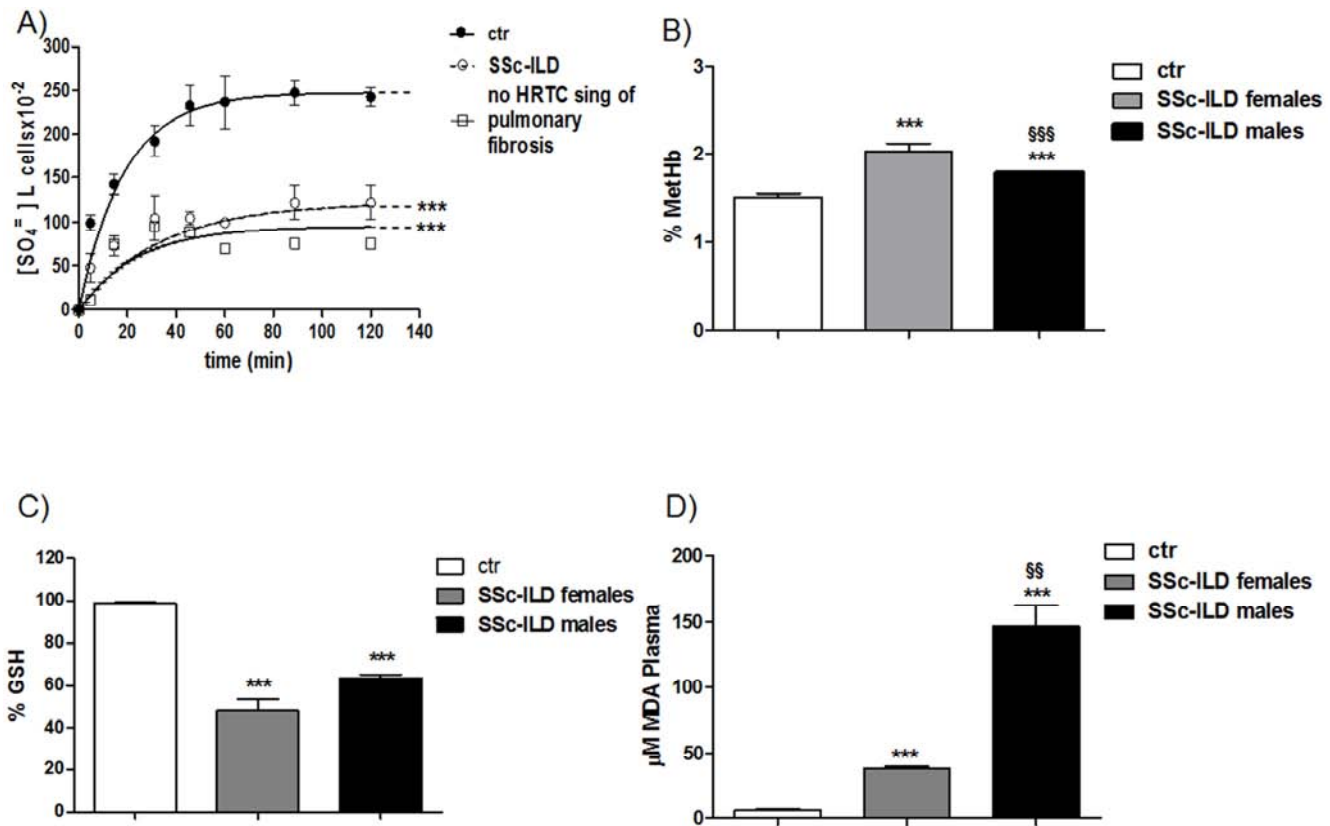 A)
ctr
SSc-ILD
no HRTC sing of
pulmonary
fibrosis
[SO4=] L cellsx10-2
300
250
200
150
100
50
0
***
***
0 20 40 60 80 100 120 140
time (min)
B)
ctr
SSc-ILD females
SSc-ILD males
% MetHb
3
2
1
0
***
§§§
***
C)
ctr
SSc-ILD females
SSc-ILD males
% GSH
120
100
80
60
40
20
0
***
***
D)
ctr
SSc-ILD females
SSc-ILD males
µM MDA Plasma
200
150
100
50
0
***
§§
***